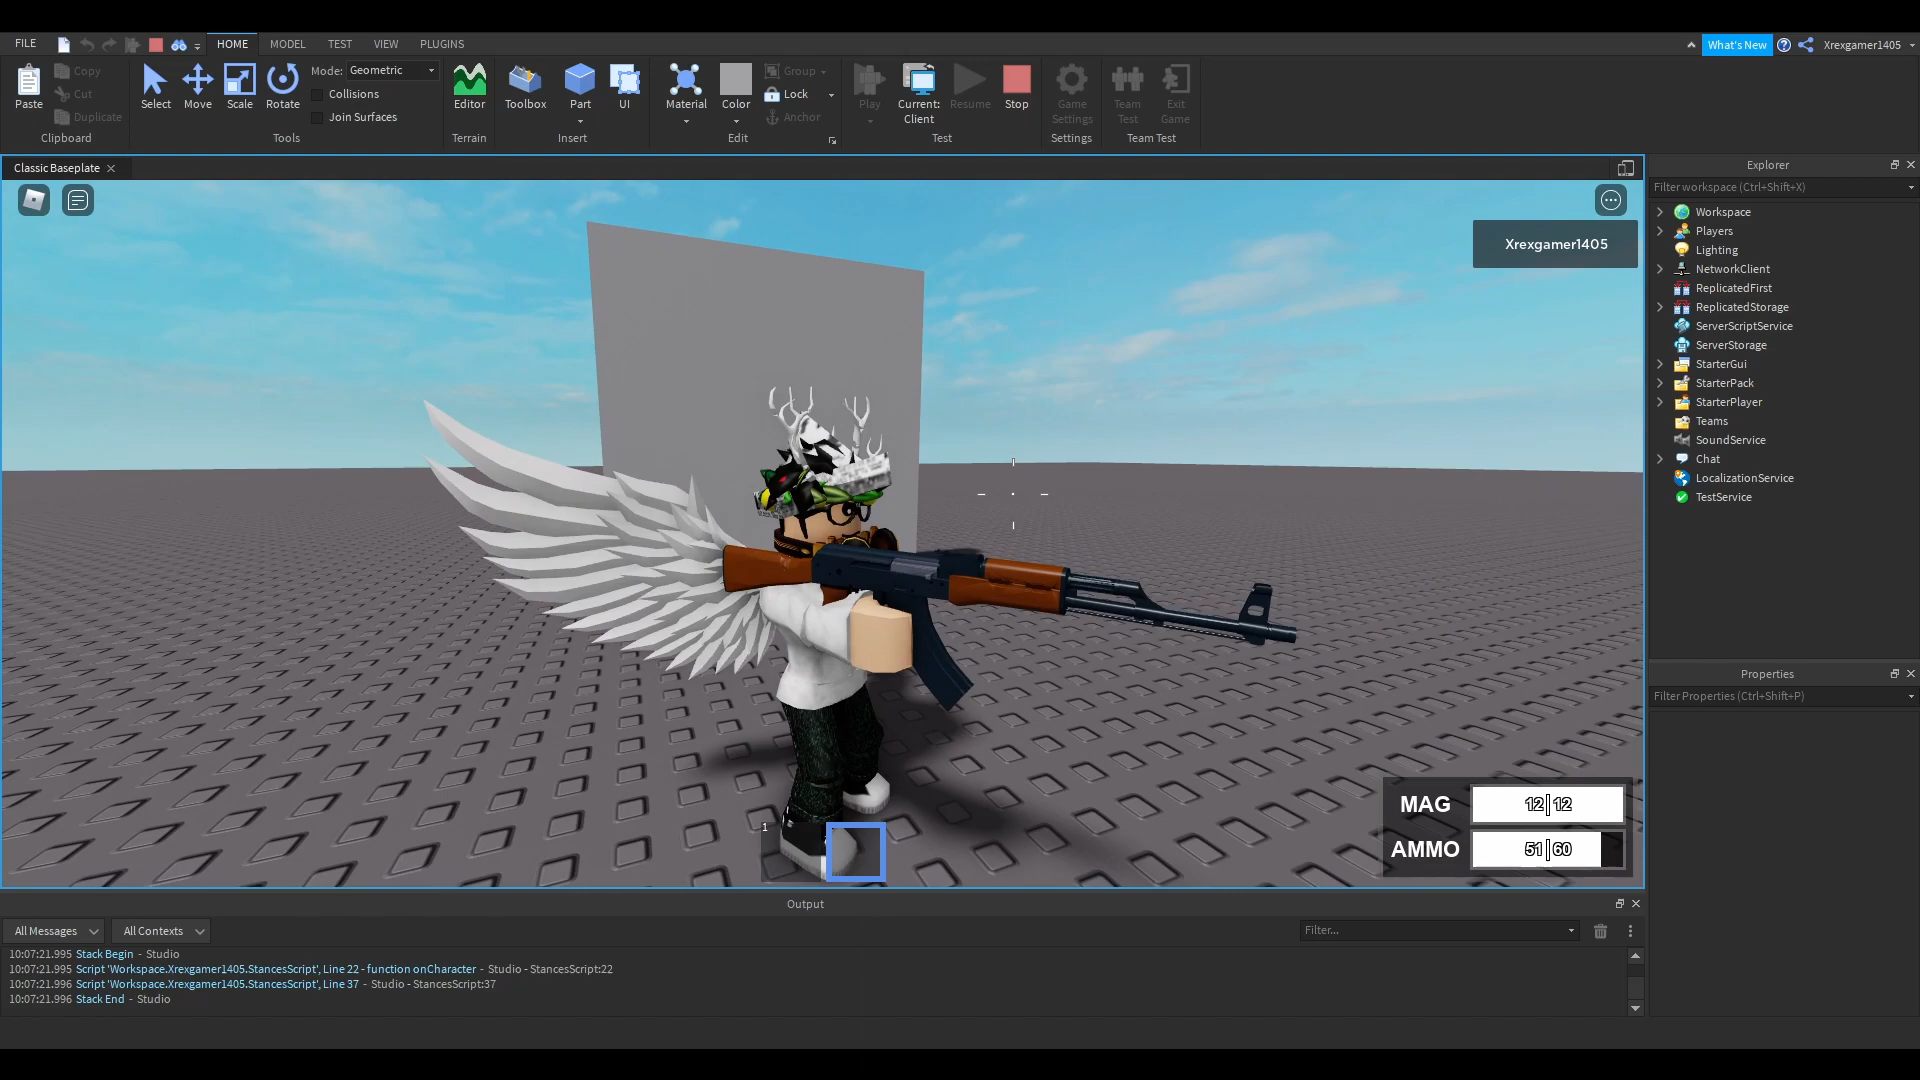 FILE HOME MODEL TEST VIEW PLUGINS What's New Xrexgamer1405
Paste Copy Cut Duplicate Clipboard
Select Move Scale Rotate Mode: Geometric Collisions Join Surfaces Tools
Editor Terrain
Toolbox Part UI Insert
Material Color Group Lock Anchor Edit
Play Current: Client Resume Stop Test
Game Settings Settings
Team Test Exit Game Team Test
Classic Baseplate
Xrexgamer1405
1
MAG 12|12
AMMO 51|60
Explorer
Filter workspace (Ctrl+Shift+X)
Workspace
Players
Lighting
NetworkClient
ReplicatedFirst
ReplicatedStorage
ServerScriptService
ServerStorage
StarterGui
StarterPack
StarterPlayer
Teams
SoundService
Chat
LocalizationService
TestService
Properties
Filter Properties (Ctrl+Shift+P)
Output
All Messages All Contexts Filter...
10:07:21.995 Stack Begin - Studio
10:07:21.995 Script 'Workspace.Xrexgamer1405.StancesScript', Line 22 - function onCharacter - Studio - StancesScript:22
10:07:21.996 Script 'Workspace.Xrexgamer1405.StancesScript', Line 37 - Studio - StancesScript:37
10:07:21.996 Stack End - Studio